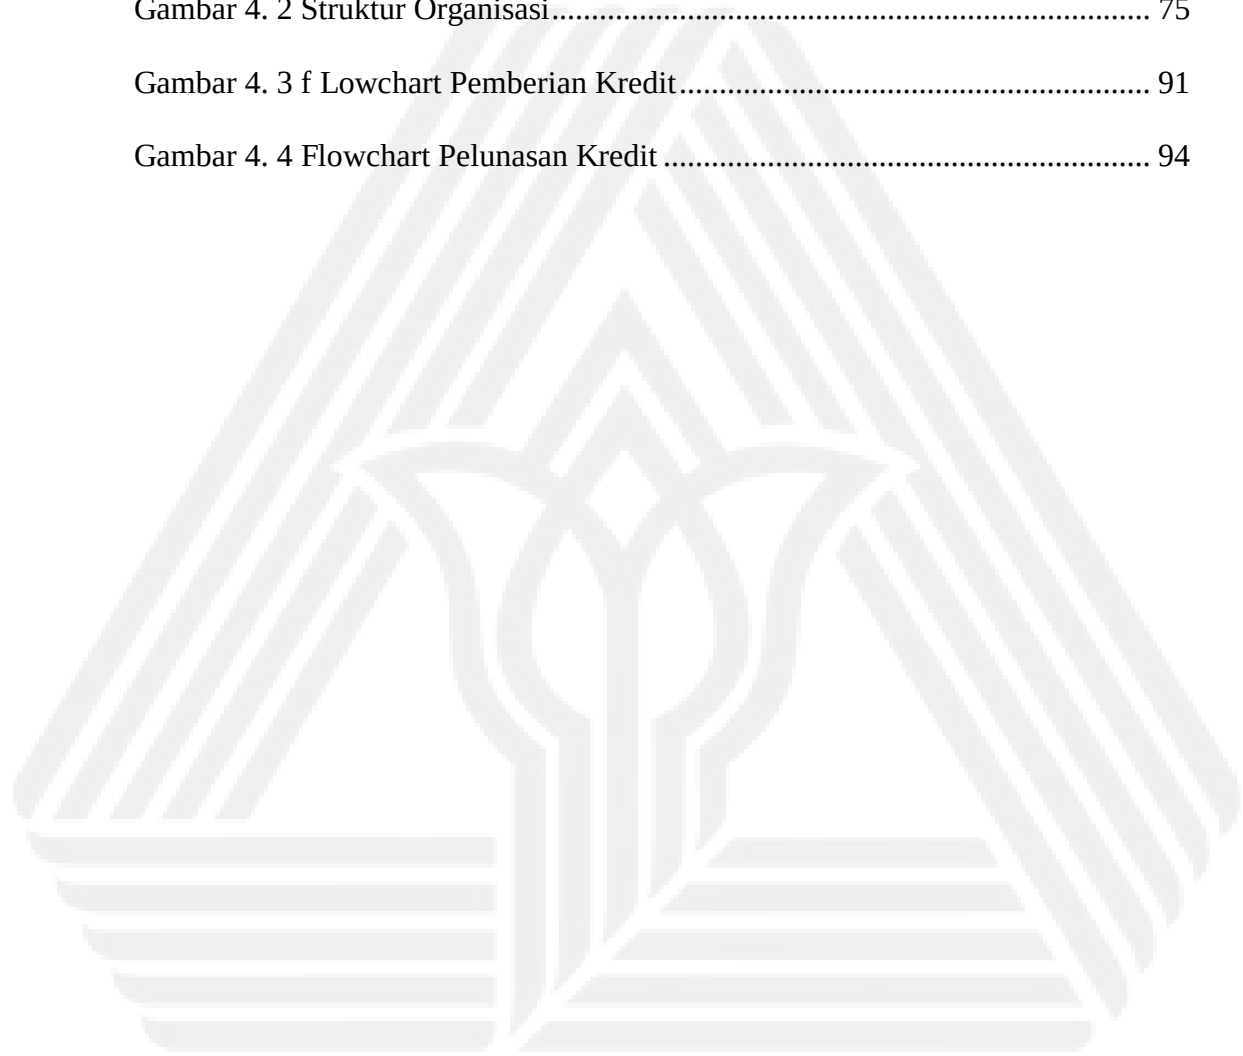 Gambar 4. 2 Struktur Organisasi........................................................................... 75
Gambar 4. 3 f Lowchart Pemberian Kredit........................................................... 91
Gambar 4. 4 Flowchart Pelunasan Kredit ............................................................. 94